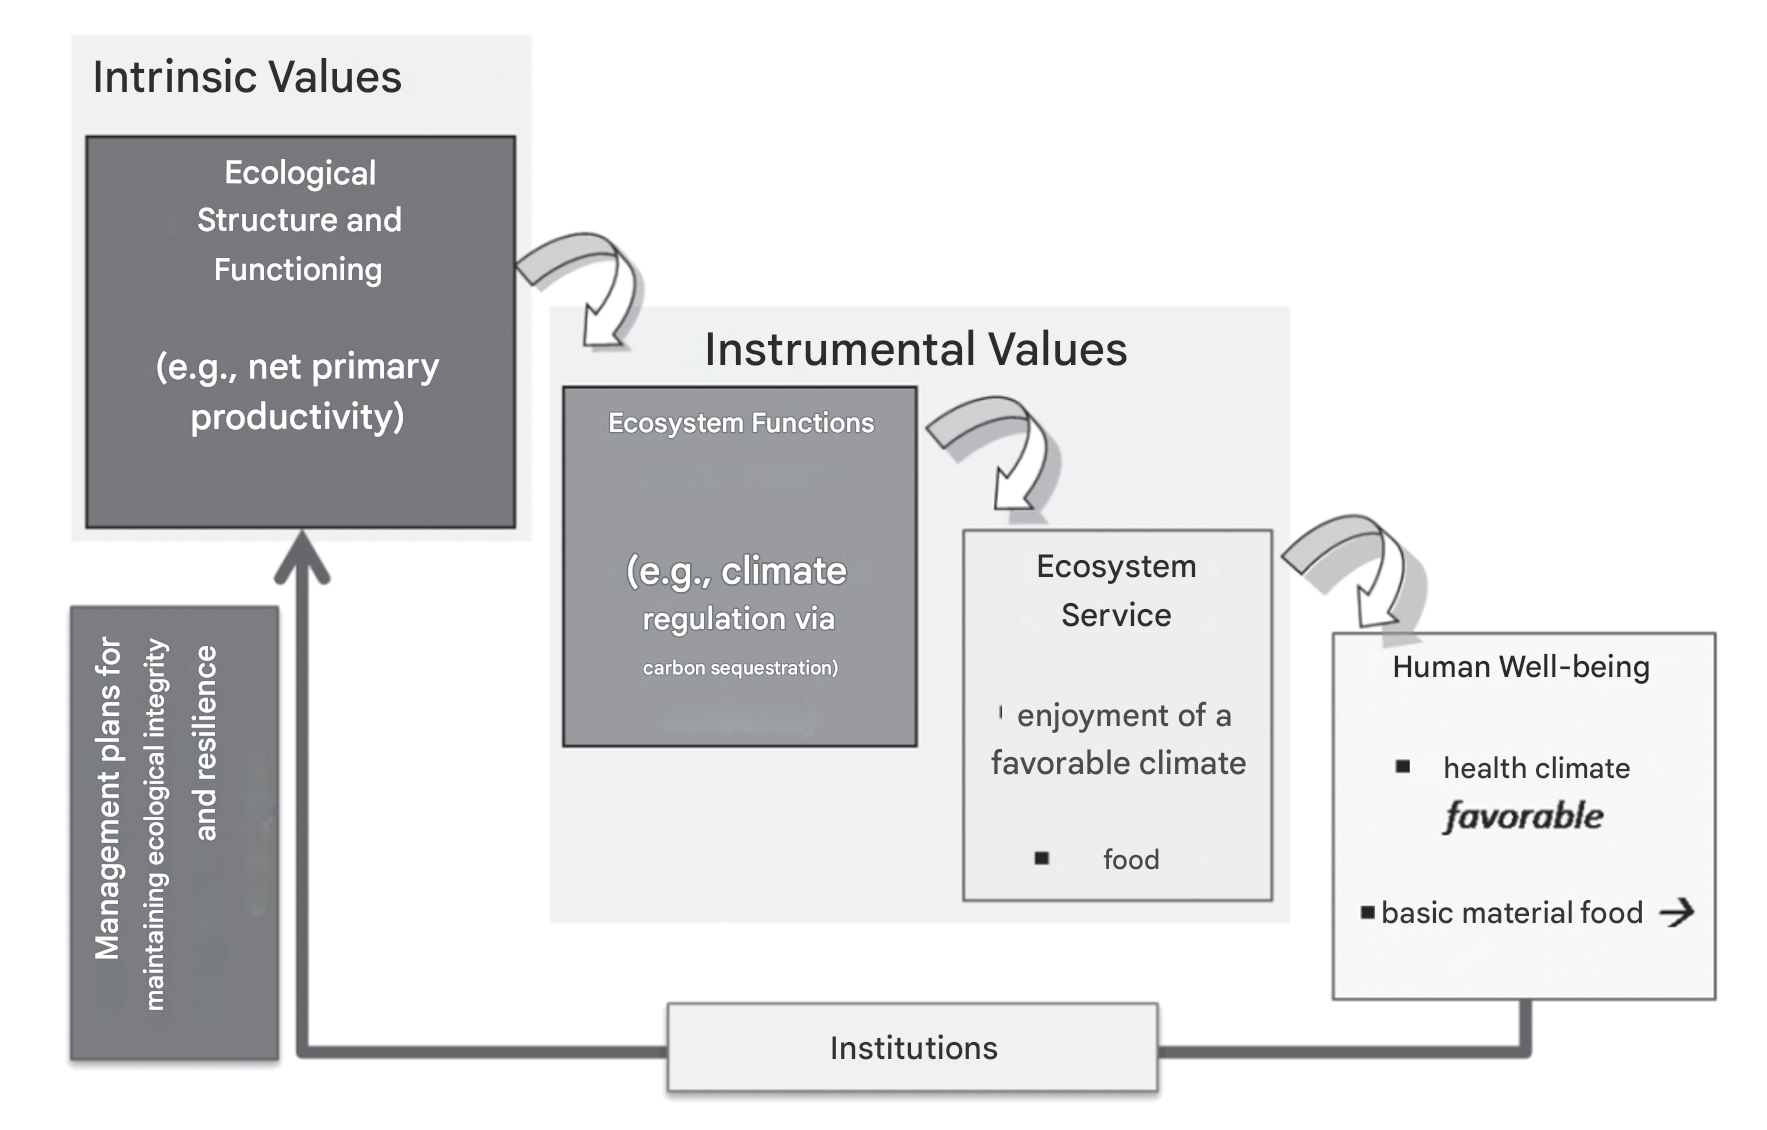 Intrinsic Values
Ecological
Structure and
Functioning
(e.g., net primary
productivity)
Instrumental Values
Ecosystem Functions
(e.g., climate
regulation via
carbon sequestration)
Ecosystem
Service
enjoyment of a
favorable climate
▪ food
Human Well-being
▪ health climate
favorable
▪ basic material food →
Management plans for
maintaining ecological integrity
and resilience
Institutions